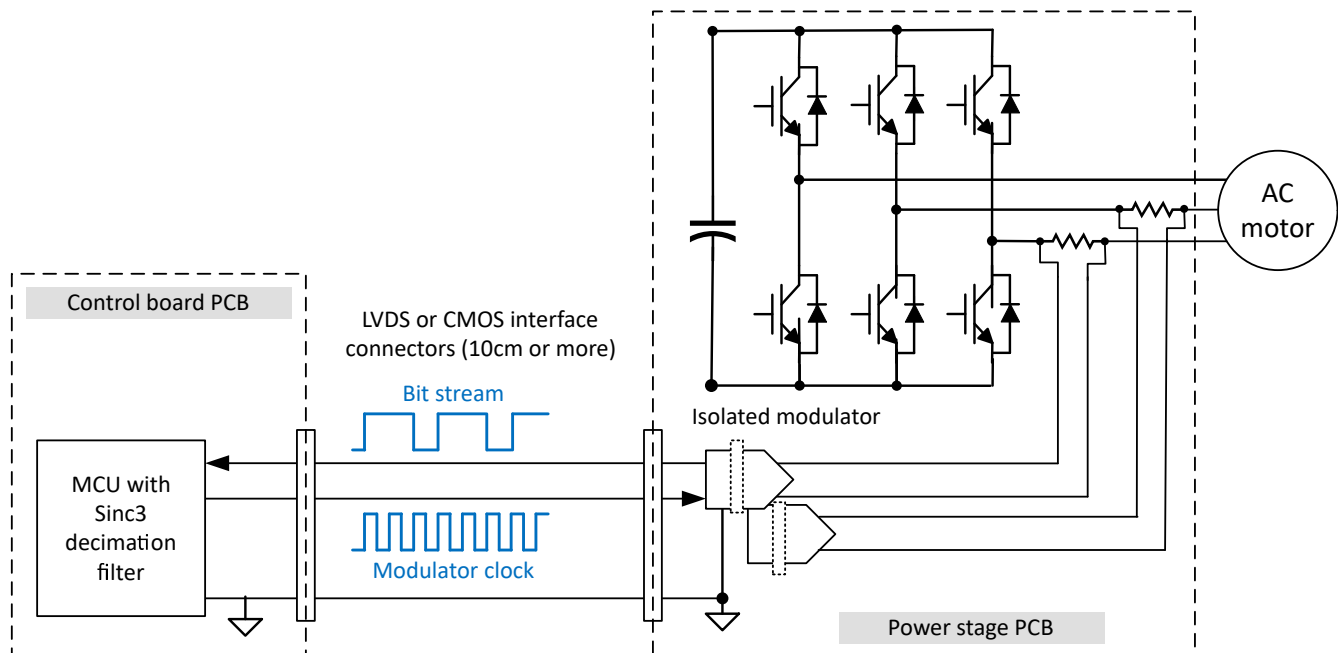 AC
motor
Control board PCB
LVDS or CMOS interface
connectors (10cm or more)
Bit stream
Isolated modulator
MCU with
Sinc3
decimation
filter
Modulator clock
Power stage PCB